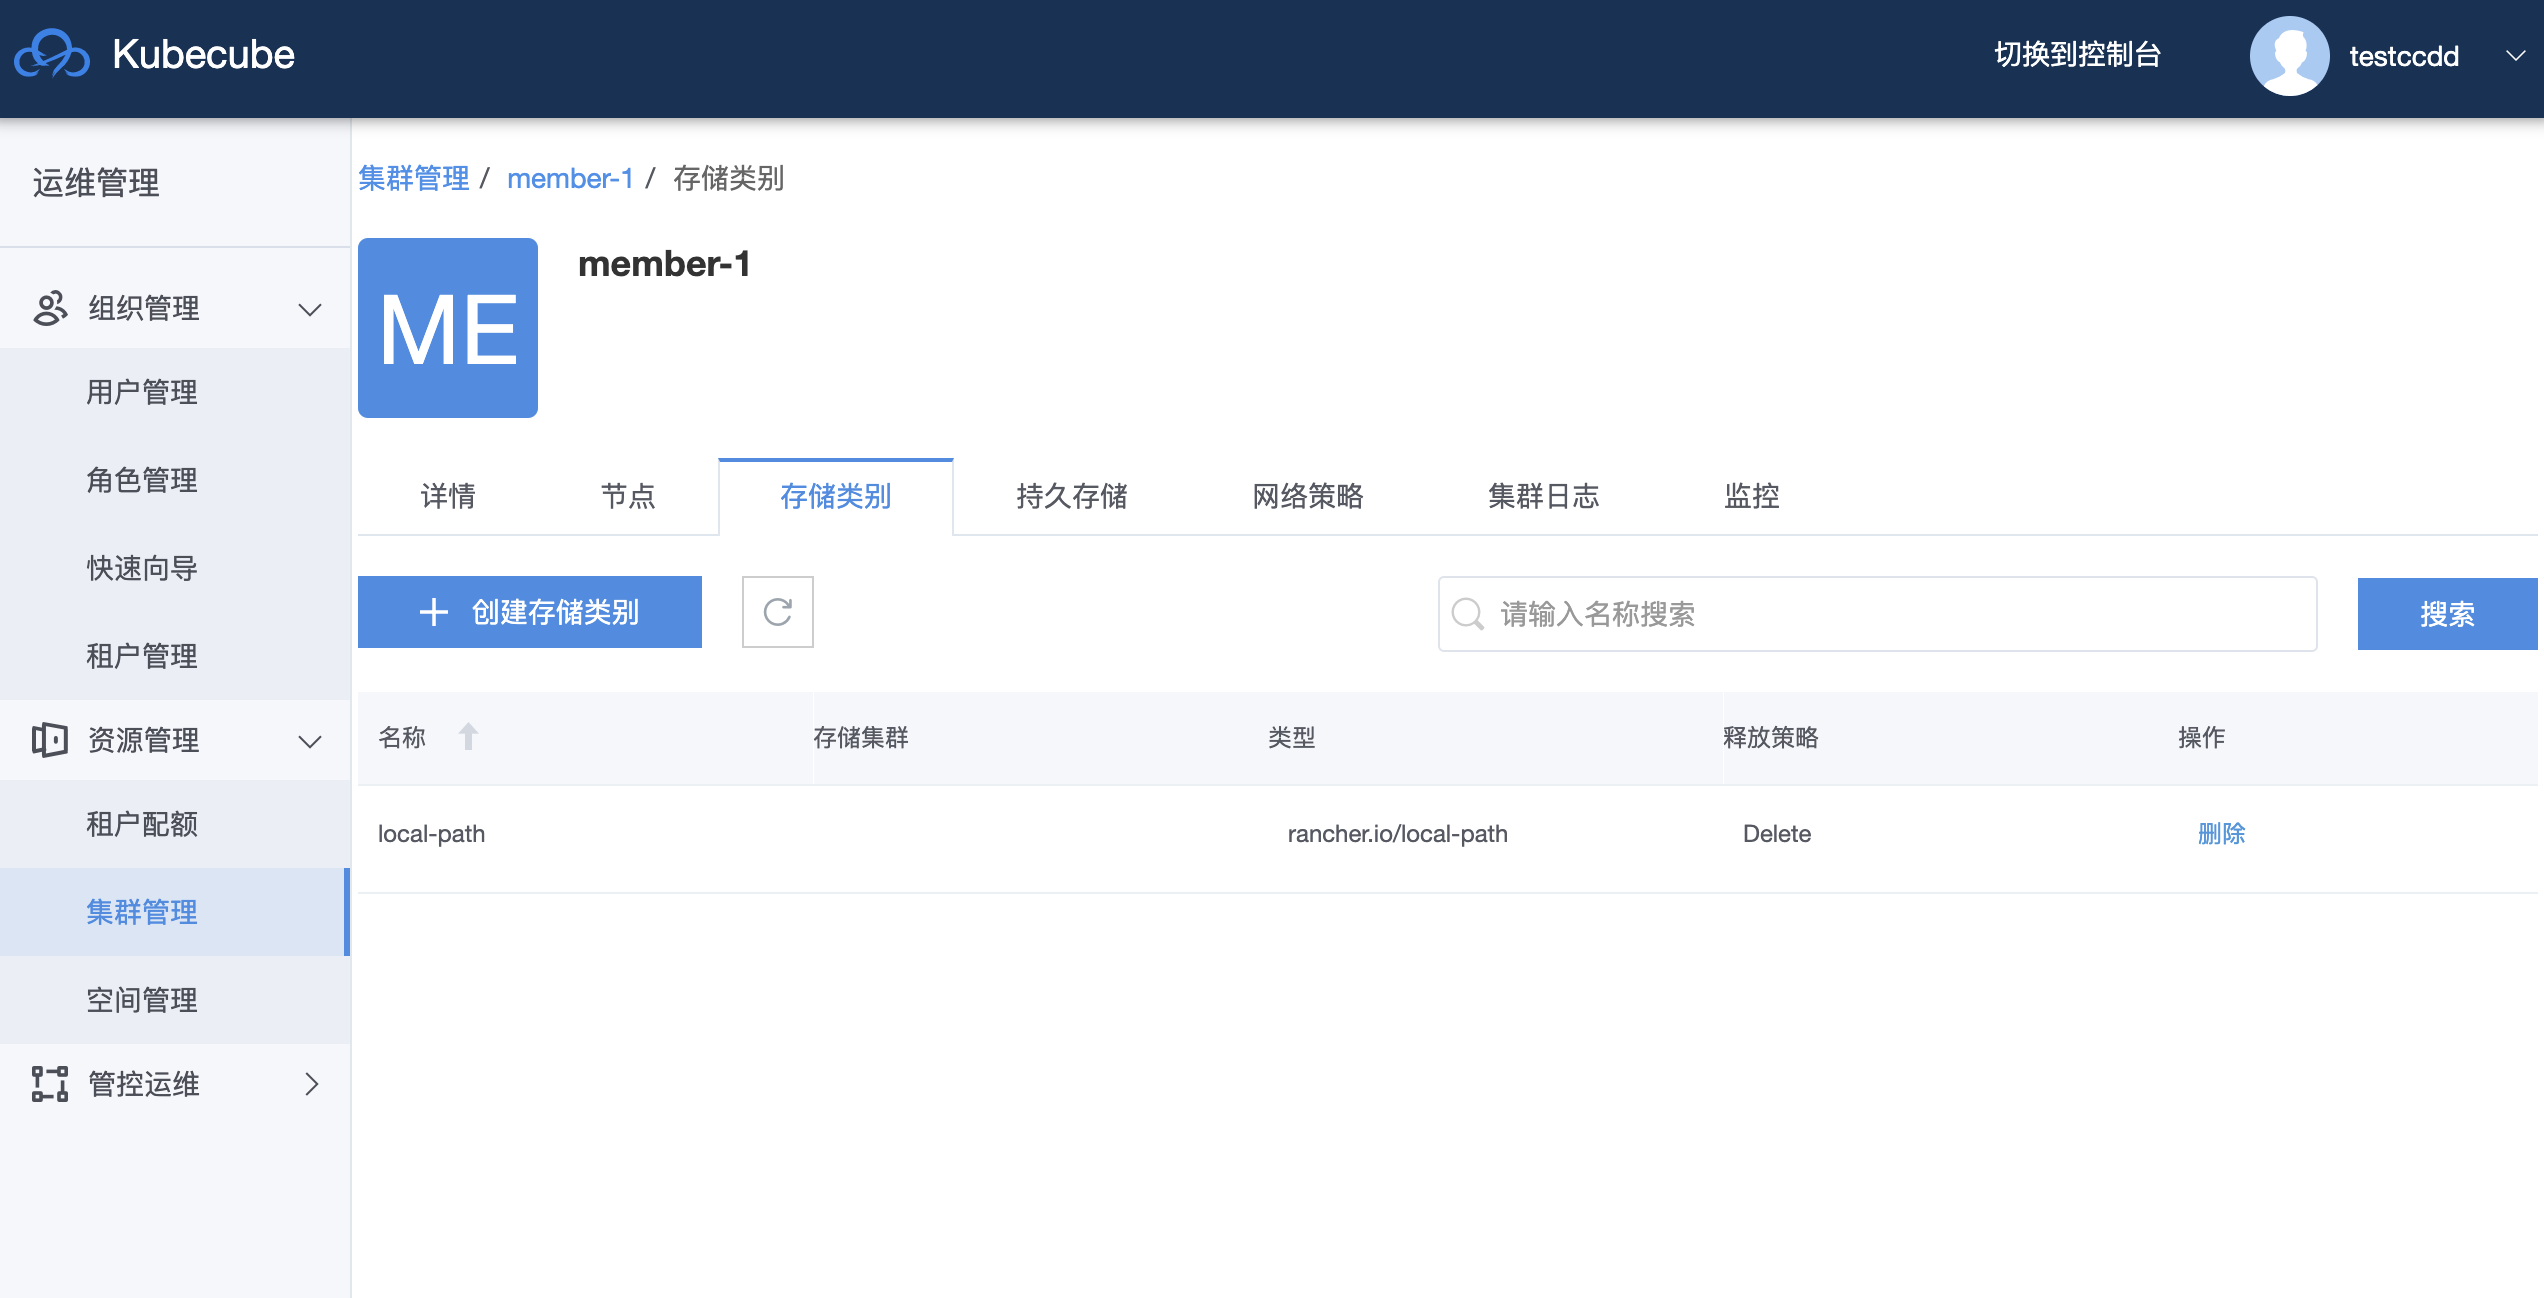 Kubecube
切换到控制台
testccdd
运维管理
组织管理
用户管理
角色管理
快速向导
租户管理
资源管理
租户配额
集群管理
空间管理
管控运维
集群管理 / member-1 / 存储类别
ME
member-1
详情 节点 存储类别 持久存储 网络策略 集群日志 监控
创建存储类别
请输入名称搜索
搜索
名称 存储集群 类型 释放策略 操作
local-path rancher.io/local-path Delete 删除